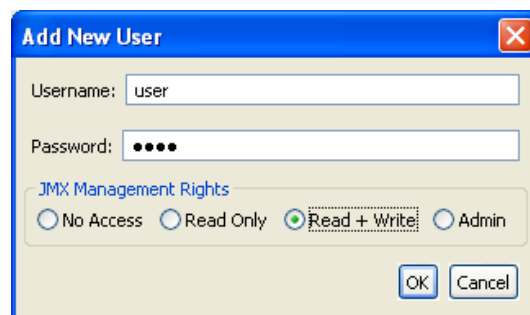 Add New User
Username: user
Password: ••••
JMX Management Rights
No Access Read Only Read + Write Admin
OK Cancel